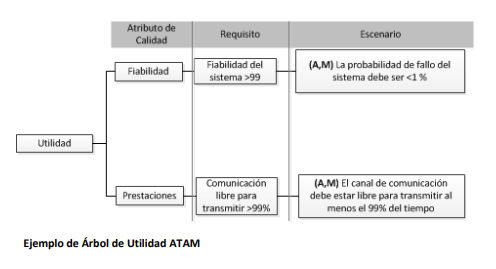 Atributo de
Calidad
Requisito
Escenario
Fiabilidad
Fiabilidad del
sistema >99
(A,M) La probabilidad de fallo del
sistema debe ser <1 %
Utilidad
Prestaciones
Comunicación
libre para
transmitir >99%
(A,M) El canal de comunicación
debe estar libre para transmitir al
menos el 99% del tiempo
Ejemplo de Árbol de Utilidad ATAM